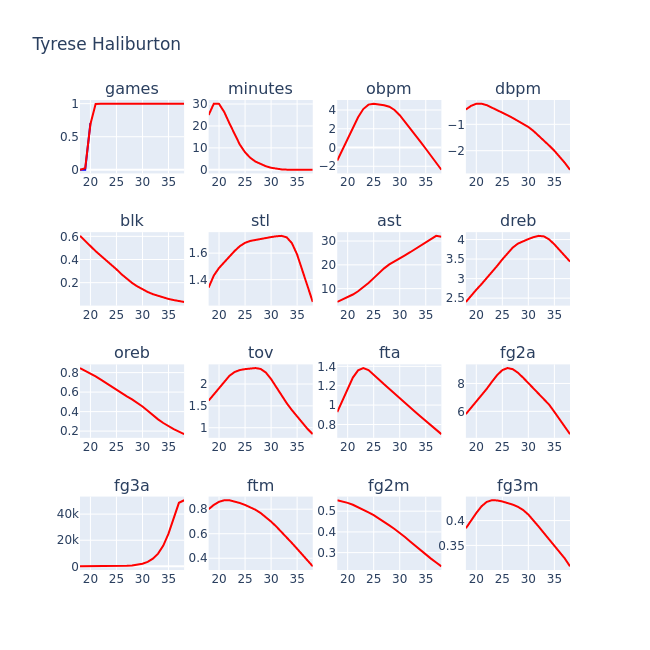 Tyrese Haliburton
games minutes obpm dbpm
1 30 4 −1
0.5 20 2 −2
0 10 0
0 −2
20 25 30 35 20 25 30 35 20 25 30 35 20 25 30 35
blk stl ast dreb
0.6 1.6 30 4
0.4 1.4 20 3.5
0.2 10 3
2.5
20 25 30 35 20 25 30 35 20 25 30 35 20 25 30 35
oreb tov fta fg2a
0.8 2 1.4 8
0.6 1.5 1.2 6
0.4 1 1
0.2 0.8
20 25 30 35 20 25 30 35 20 25 30 35 20 25 30 35
fg3a ftm fg2m fg3m
40k 0.8 0.5 0.4
20k 0.6 0.4 0.35
0 0.4 0.3
20 25 30 35 20 25 30 35 20 25 30 35 20 25 30 35